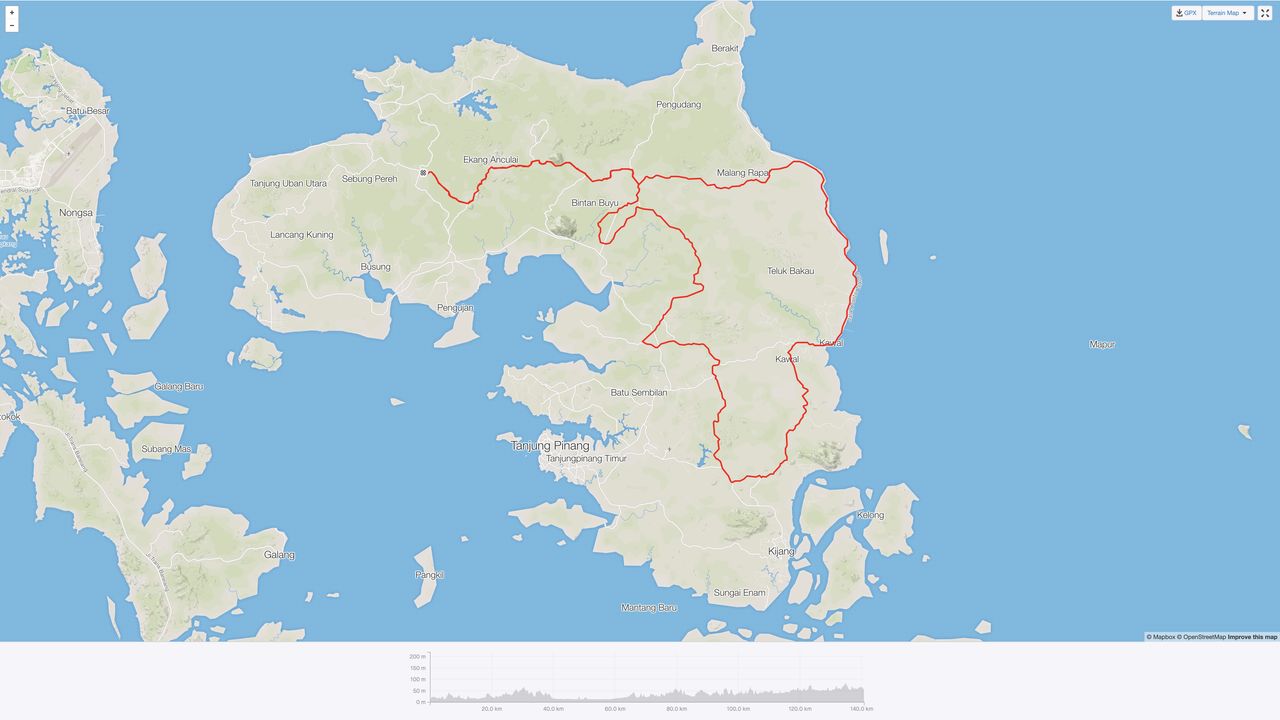 +
−
GPX
Terrain Map
Berakit
Batu Besar
Pengudang
Ekang Anculai
Malang Rapa
Sebung Pereh
Tanjung Uban Utara
Bintan Buyu
Nongsa
Lancang Kuning
Busung
Teluk Bakau
Pengujan
Kawal
Mapur
Kawal
Galang Baru
Batu Sembilan
Subang Mas
Tanjung Pinang
Tanjungpinang Timur
Kelong
Galang
Kijang
Pangkil
Sungai Enam
Mantang Baru
© Mapbox © OpenStreetMap Improve this map
200 m
150 m
100 m
50 m
0 m
20.0 km 40.0 km 60.0 km 80.0 km 100.0 km 120.0 km 140.0 km